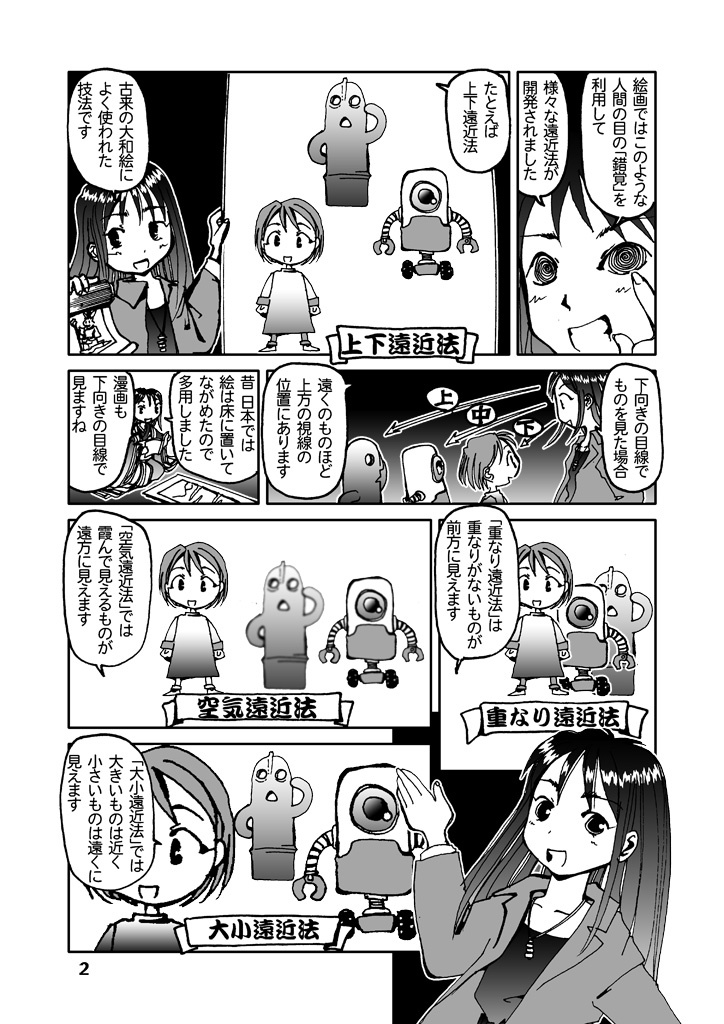 絵画ではこのような
人間の目の「錯覚」を
利用して
様々な遠近法が
開発されました
たとえば
上下遠近法
上下遠近法
古来の大和絵に
よく使われた
技法です
下向きの目線で
ものを見た場合
上
中
下
遠くのものほど
上方の視線の
位置にあります
昔 日本では
絵は床に置いて
ながめたので
多用しました
漫画も
下向きの目線で
見ますね
「重なり遠近法」は
重なりがないものが
前方に見えます
重なり遠近法
「空気遠近法」では
霞んで見えるものが
遠方に見えます
空気遠近法
「大小遠近法」では
大きいものは近く
小さいものは遠くに
見えます
大小遠近法
2